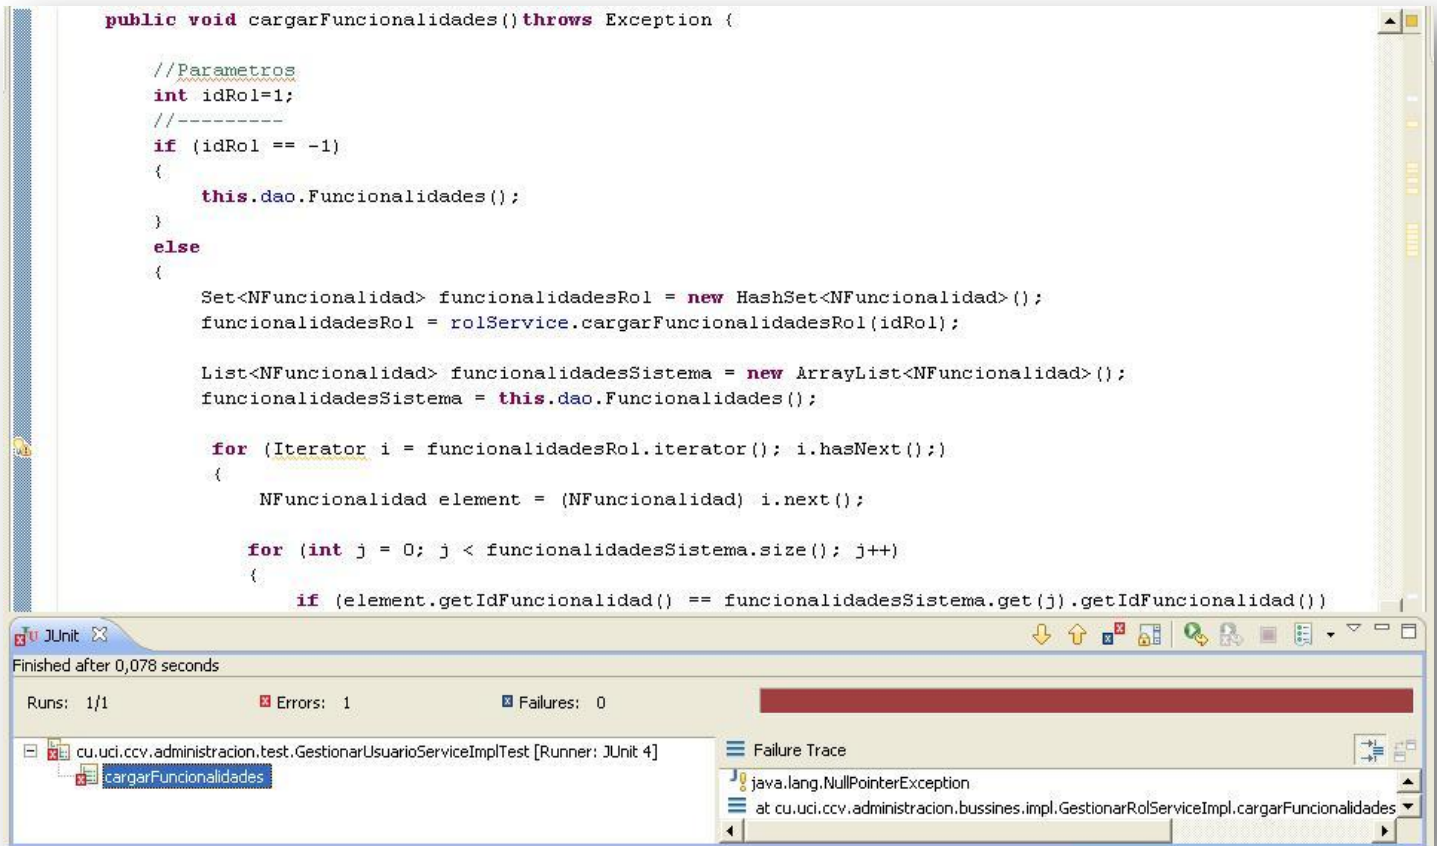 public void cargarFuncionalidades()throws Exception {
//Parametros
int idRol=1;
//---------
if (idRol == -1)
{
this.dao.Funcionalidades();
}
else
{
Set<NFuncionalidad> funcionalidadesRol = new HashSet<NFuncionalidad>();
funcionalidadesRol = rolService.cargarFuncionalidadesRol(idRol);
List<NFuncionalidad> funcionalidadesSistema = new ArrayList<NFuncionalidad>();
funcionalidadesSistema = this.dao.Funcionalidades();
for (Iterator i = funcionalidadesRol.iterator(); i.hasNext();)
{
NFuncionalidad element = (NFuncionalidad) i.next();
for (int j = 0; j < funcionalidadesSistema.size(); j++)
{
if (element.getIdFuncionalidad() == funcionalidadesSistema.get(j).getIdFuncionalidad())
JUnit
Finished after 0,078 seconds
Runs: 1/1 Errors: 1 Failures: 0
cu.uci.ccv.administracion.test.GestionarUsuarioServiceImplTest [Runner: JUnit 4]
cargarFuncionalidades
Failure Trace
java.lang.NullPointerException
at cu.uci.ccv.administracion.bussines.impl.GestionarRolServiceImpl.cargarFuncionalidades